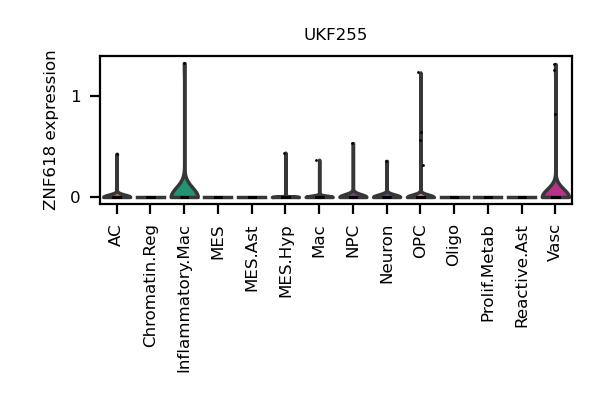 UKF255
ZNF618 expression
1
0
AC
Chromatin.Reg
Inflammatory.Mac
MES
MES.Ast
MES.Hyp
Mac
NPC
Neuron
OPC
Oligo
Prolif.Metab
Reactive.Ast
Vasc